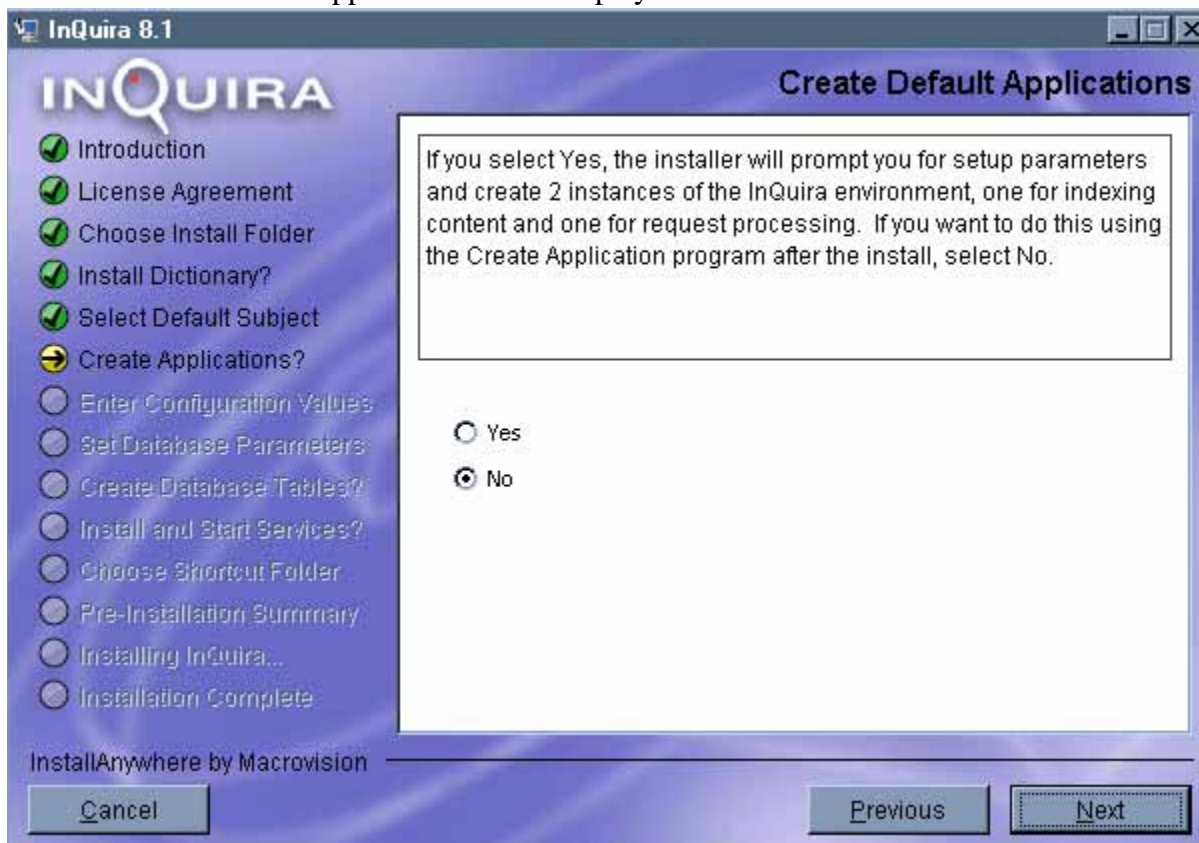 InQuira 8.1
INQUIRA
Create Default Applications
Introduction
License Agreement
Choose Install Folder
Install Dictionary?
Select Default Subject
Create Applications?
Enter Configuration Values
Set Database Parameters
Create Database Tables?
Install and Start Services?
Choose Shortcut Folder
Pre-Installation Summary
Installing InQuira...
Installation Complete
If you select Yes, the installer will prompt you for setup parameters
and create 2 instances of the InQuira environment, one for indexing
content and one for request processing. If you want to do this using
the Create Application program after the install, select No.
Yes
No
InstallAnywhere by Macrovision
Cancel
Previous
Next